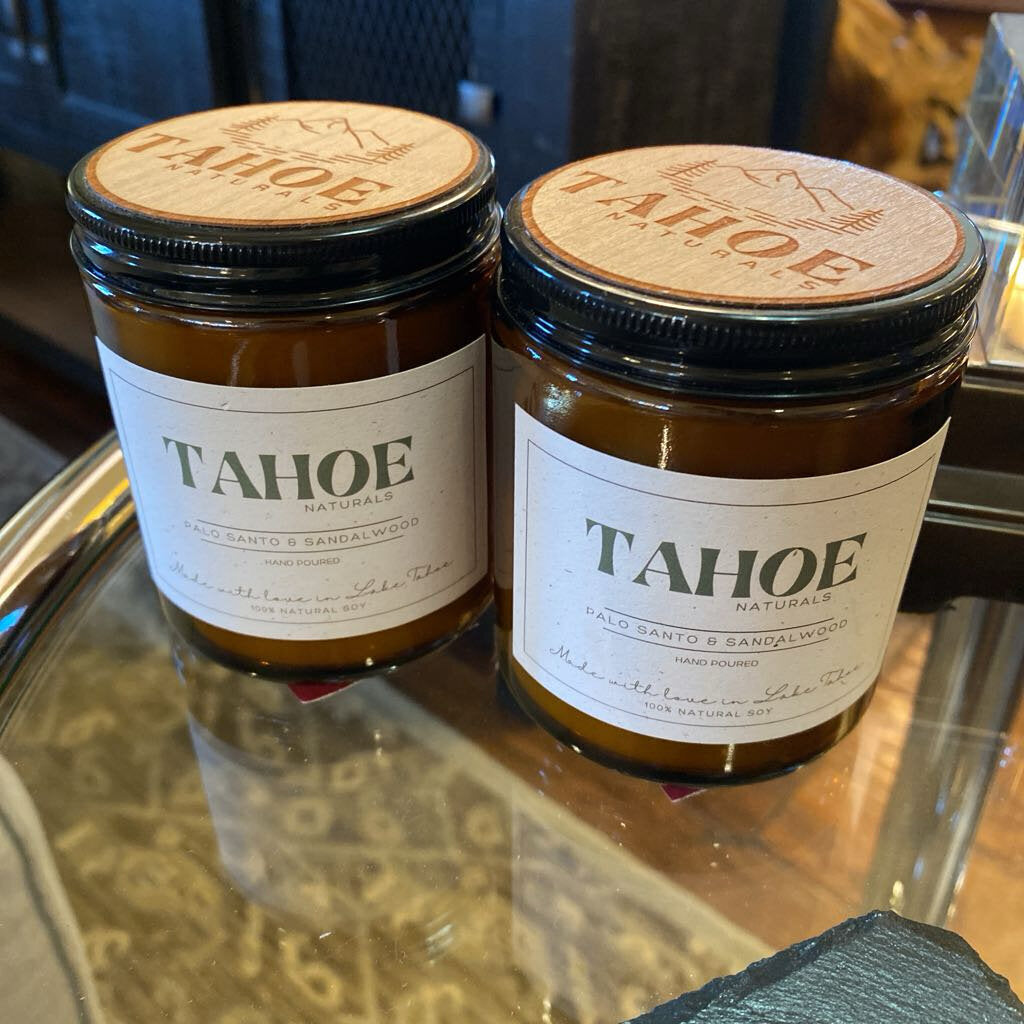 TAHOE
NATURALS
TAHOE
NATURALS
TAHOE
NATURALS
PALO SANTO & SANDALWOOD
HAND POURED
Made with love in Lake Tahoe
100% NATURAL SOY
TAHOE
NATURALS
PALO SANTO & SANDALWOOD
HAND POURED
Made with love in Lake Tahoe
100% NATURAL SOY